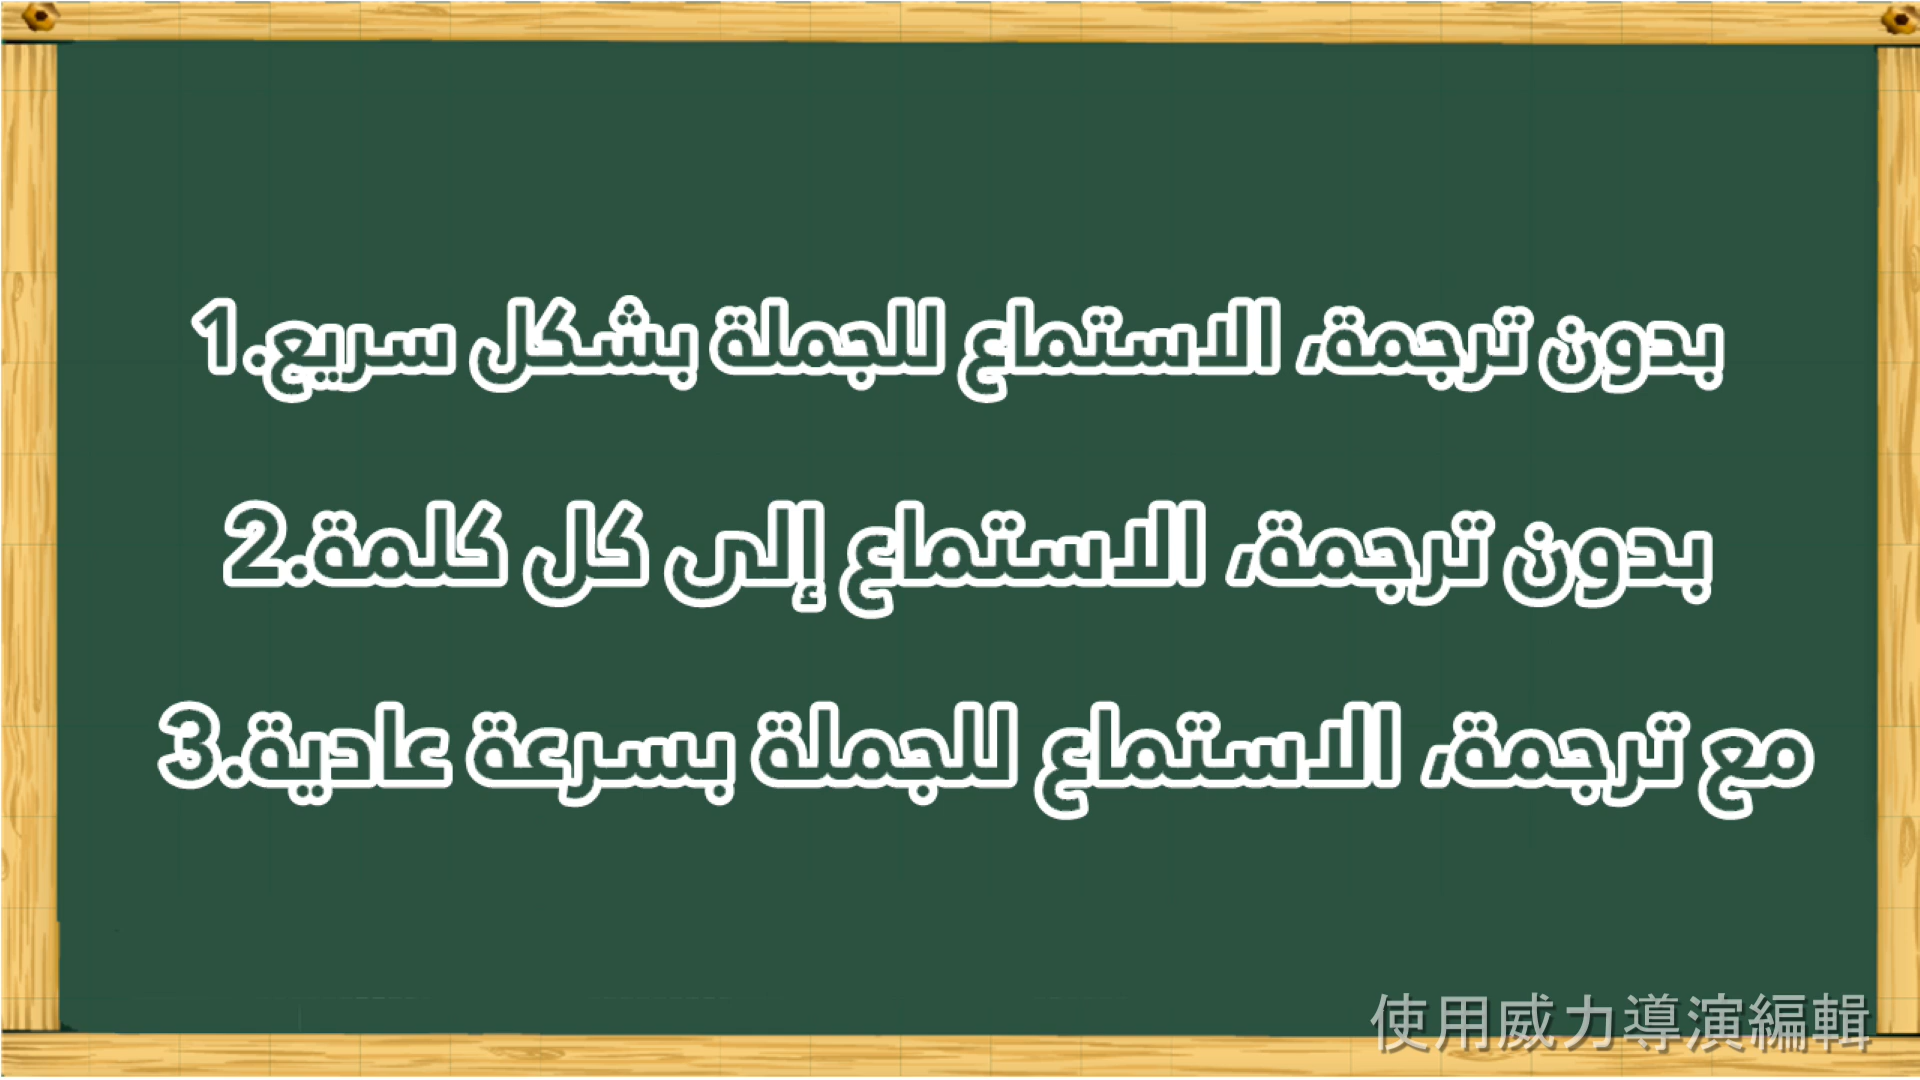 بدون ترجمة، الاستماع للجملة بشكل سريع.1
بدون ترجمة، الاستماع إلى كل كلمة.2
مع ترجمة، الاستماع للجملة بسرعة عادية.3
使用威力導演編輯